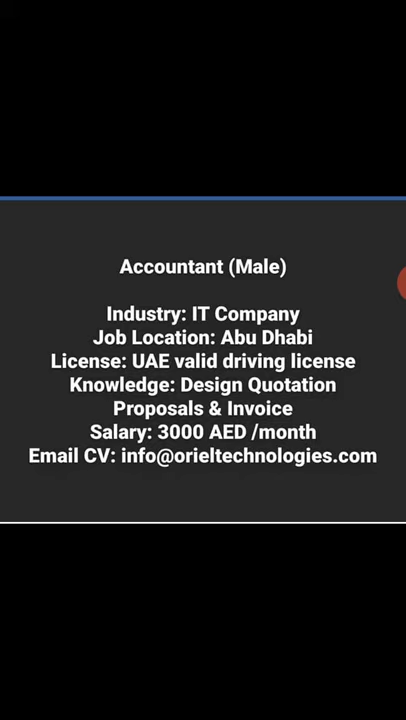 Accountant (Male)
Industry: IT Company
Job Location: Abu Dhabi
License: UAE valid driving license
Knowledge: Design Quotation
Proposals & Invoice
Salary: 3000 AED /month
Email CV: info@orieltechnologies.com